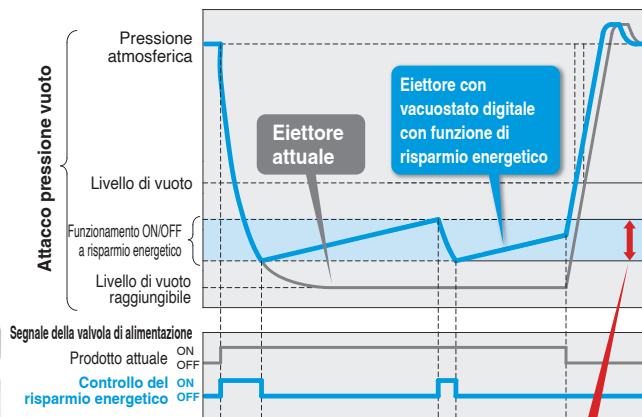 Pressione
atmosferica
Attacco pressione vuoto
Eiettore
attuale
Eiettore con
vacuostato digitale
con funzione di
risparmio energetico
Livello di vuoto
Funzionamento ON/OFF
a risparmio energetico
Livello di vuoto
raggiungibile
Segnale della valvola di alimentazione
Prodotto attuale ON
OFF
Controllo del ON
risparmio energetico OFF